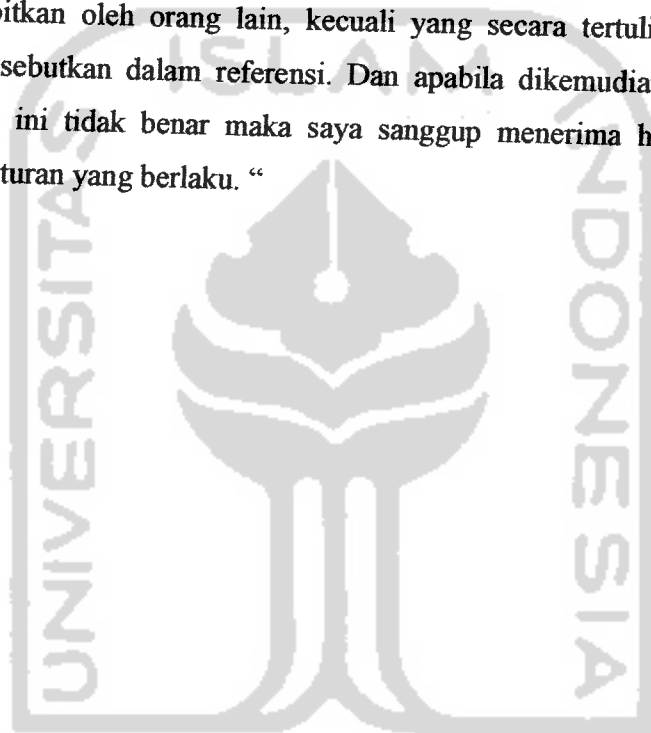 bitkan oleh orang lain, kecuali yang secara tertuli
sebutkan dalam referensi. Dan apabila dikemudia
ini tidak benar maka saya sanggup menerima h
turan yang berlaku. “
UNIVERSITAS
ISLAM
INDONESIA